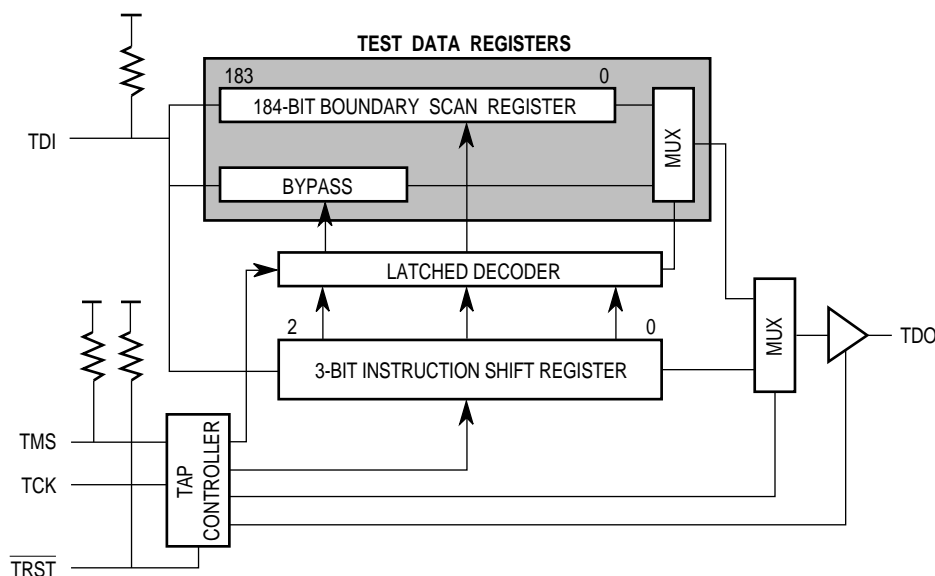 TEST DATA REGISTERS
183 0
184-BIT BOUNDARY SCAN REGISTER
TDI
MUX
BYPASS
LATCHED DECODER
2 0
3-BIT INSTRUCTION SHIFT REGISTER
MUX
TDO
TMS
TAP
CONTROLLER
TCK
TRST